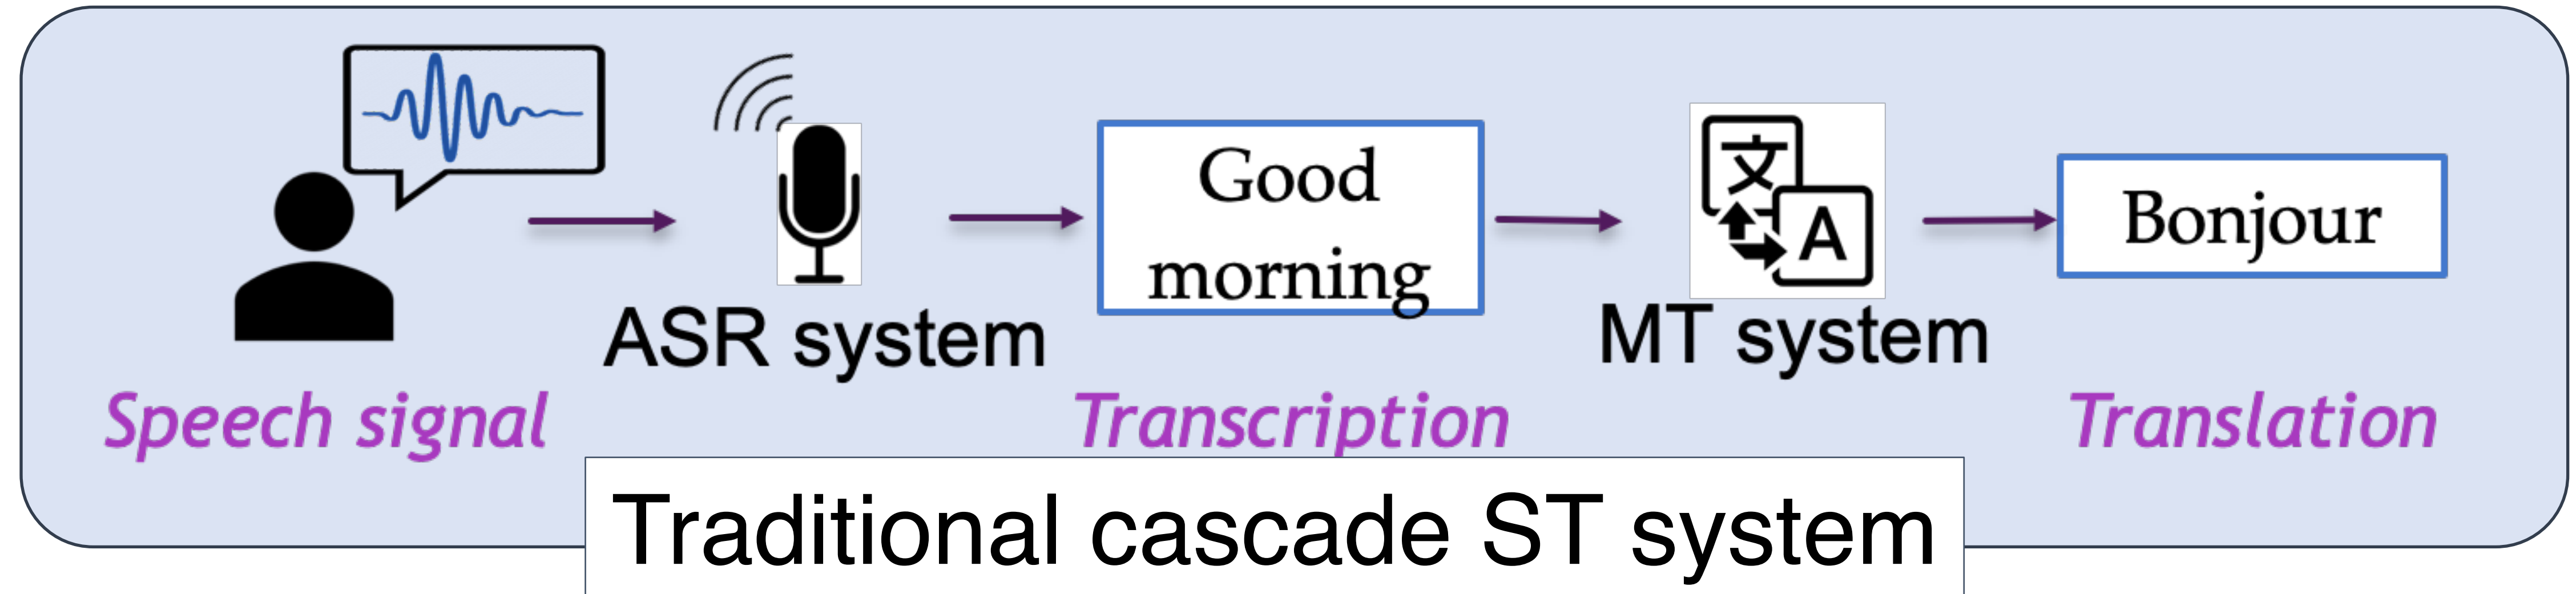 文
A
Good
morning
Bonjour
ASR system
MT system
Speech signal
Transcription
Translation
Traditional cascade ST system